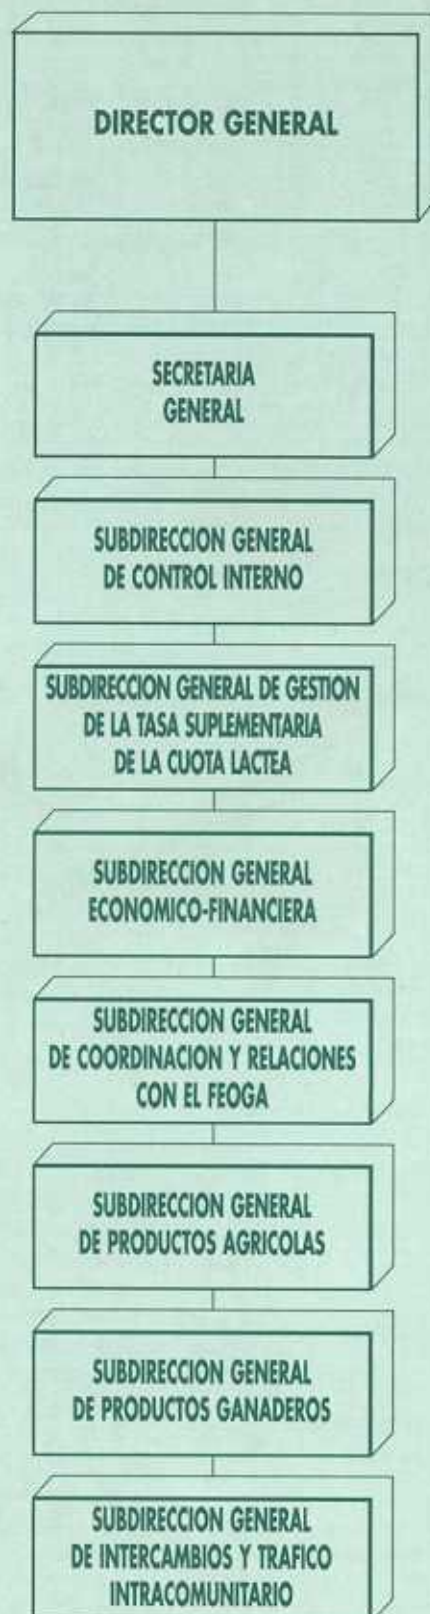 DIRECTOR GENERAL
SECRETARIA
GENERAL
SUBDIRECCION GENERAL
DE CONTROL INTERNO
SUBDIRECCION GENERAL DE GESTION
DE LA TASA SUPLEMENTARIA
DE LA CUOTA LACTEA
SUBDIRECCION GENERAL
ECONOMICO-FINANCIERA
SUBDIRECCION GENERAL
DE COORDINACION Y RELACIONES
CON EL FEOGA
SUBDIRECCION GENERAL
DE PRODUCTOS AGRICOLAS
SUBDIRECCION GENERAL
DE PRODUCTOS GANADEROS
SUBDIRECCION GENERAL
DE INTERCAMBIOS Y TRAFICO
INTRACOMUNITARIO